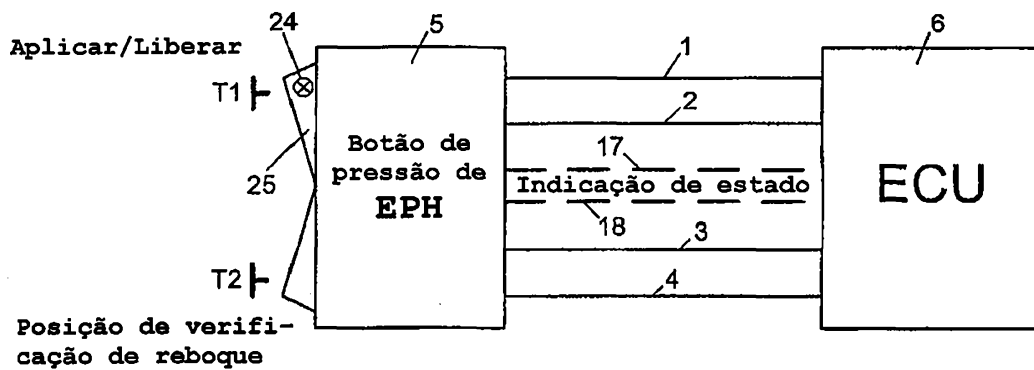 5
6
24
Aplicar/Liberar
1
T1
2
Botão de
pressão de
EPH
17
Indicação de estado
18
ECU
25
3
4
T2
Posição de verifi-
cação de reboque